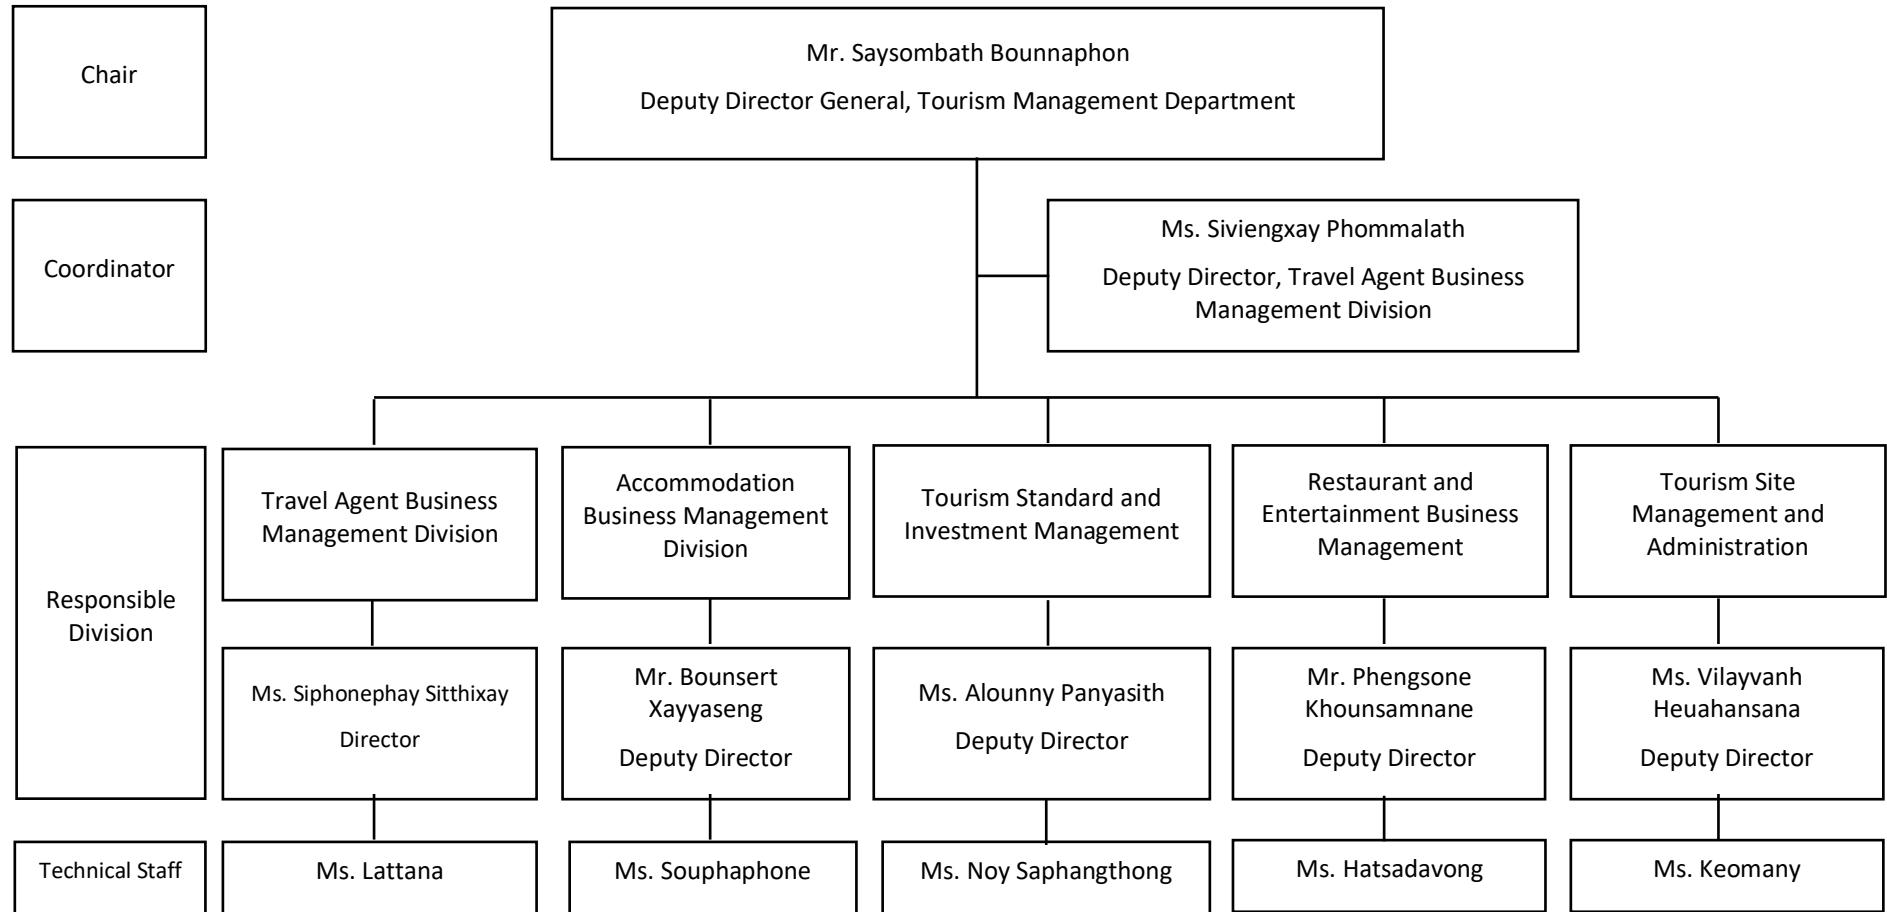 Chair
Mr. Saysombath Bounnaphon
Deputy Director General, Tourism Management Department
Coordinator
Ms. Siviengxay Phommalath
Deputy Director, Travel Agent Business
Management Division
Responsible
Division
Travel Agent Business
Management Division
Accommodation
Business Management
Division
Tourism Standard and
Investment Management
Restaurant and
Entertainment Business
Management
Tourism Site
Management and
Administration
Ms. Siphonephay Sitthixay
Director
Mr. Bounsert
Xayyaseng
Deputy Director
Ms. Alounny Panyasith
Deputy Director
Mr. Phengsone
Khounsamnane
Deputy Director
Ms. Vilayvanh
Heuahansana
Deputy Director
Technical Staff
Ms. Lattana
Ms. Souphaphone
Ms. Noy Saphangthong
Ms. Hatsadavong
Ms. Keomany